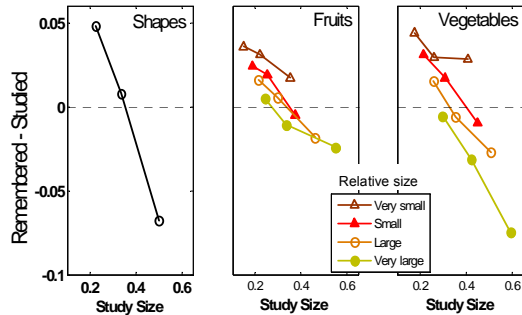 Shapes
Fruits
Vegetables
Remembered - Studied
0.05
0
-0.05
-0.1
0.2 0.4 0.6
0.2 0.4 0.6
0.2 0.4 0.6
Study Size
Study Size
Study Size
Relative size
Very small
Small
Large
Very large